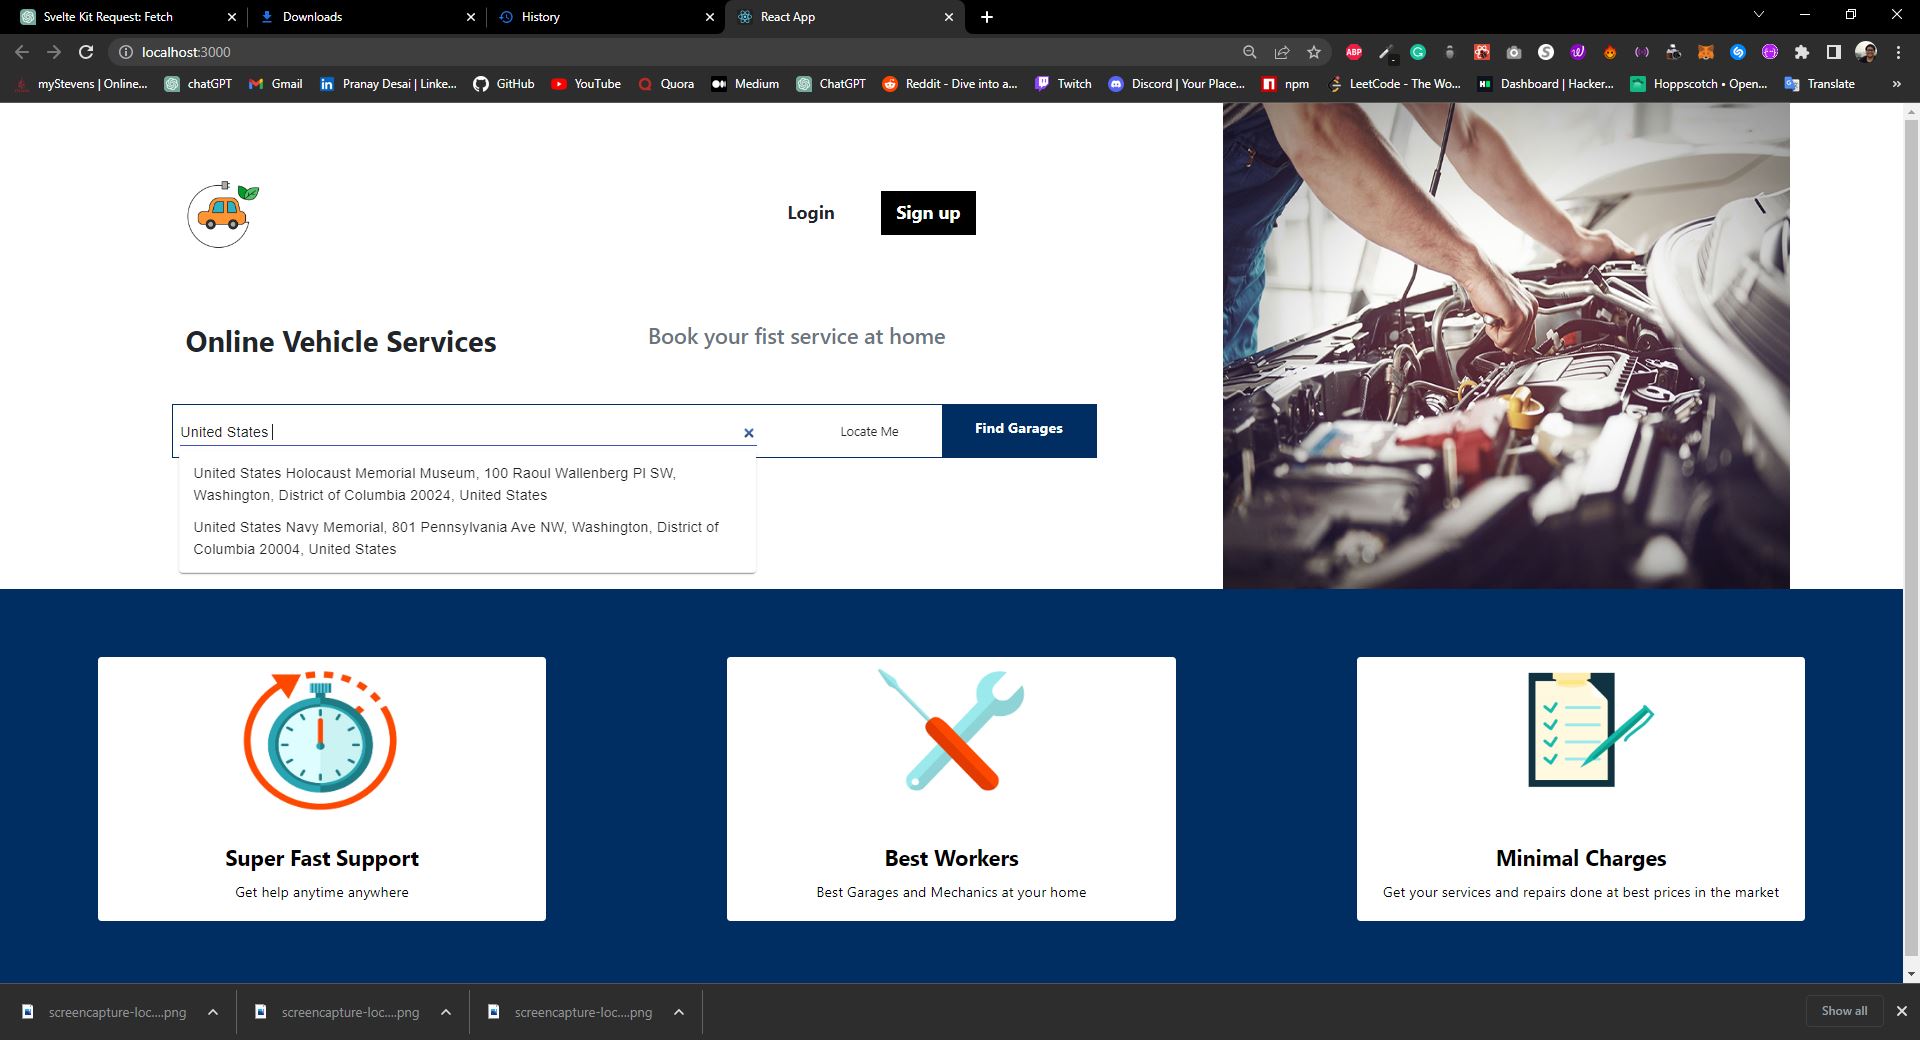 Svelte Kit Request: Fetch
Downloads
History
React App
localhost:3000
ABP
myStevens | Online...
chatGPT
Gmail
Pranay Desai | Linke...
GitHub
YouTube
Quora
Medium
ChatGPT
Reddit - Dive into a...
Twitch
Discord | Your Place...
npm
LeetCode - The Wo...
Dashboard | Hacker...
Hoppscotch • Open...
Translate
»
Login
Sign up
Online Vehicle Services
Book your fist service at home
United States
Locate Me
Find Garages
United States Holocaust Memorial Museum, 100 Raoul Wallenberg Pl SW,
Washington, District of Columbia 20024, United States
United States Navy Memorial, 801 Pennsylvania Ave NW, Washington, District of
Columbia 20004, United States
Super Fast Support
Get help anytime anywhere
Best Workers
Best Garages and Mechanics at your home
Minimal Charges
Get your services and repairs done at best prices in the market
screencapture-loc....png
screencapture-loc....png
screencapture-loc....png
Show all